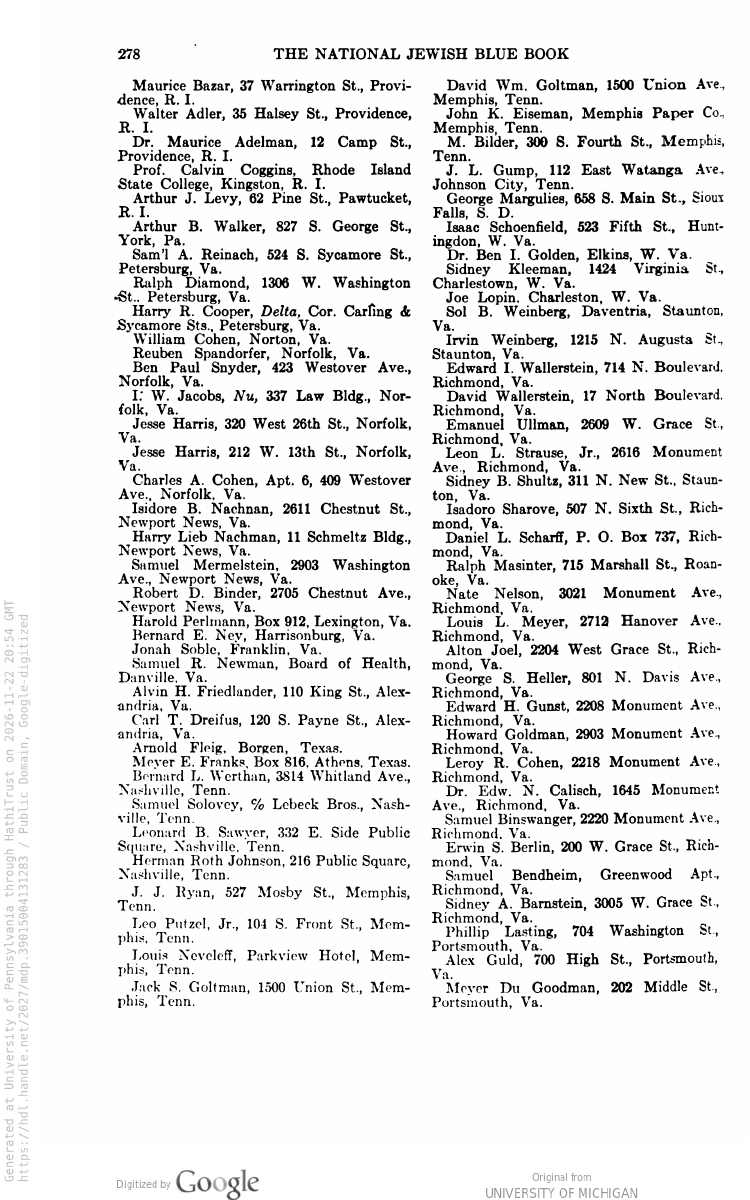 278
THE NATIONAL JEWISH BLUE BOOK
Maurice Bazar, 37 Warrington St., Provi-
dence, R. I.
Walter Adler, 35 Halsey St., Providence,
R. I.
Dr. Maurice Adelman, 12 Camp St.,
Providence, R. I.
Prof. Calvin Coggins, Rhode Island
State College, Kingston, R. I.
Arthur J. Levy, 62 Pine St., Pawtucket,
R. I.
Arthur B. Walker, 827 S. George St.,
York, Pa.
Sam'l A. Reinach, 524 S. Sycamore St.,
Petersburg, Va.
Ralph Diamond, 1306 W. Washington
St., Petersburg, Va.
Harry R. Cooper, Delta, Cor. Carling &
Sycamore Sts., Petersburg, Va.
William Cohen, Norton, Va.
Reuben Spandorfer, Norfolk, Va.
Ben Paul Snyder, 423 Westover Ave.,
Norfolk, Va.
I. W. Jacobs, Nu, 337 Law Bldg., Nor-
folk, Va.
Jesse Harris, 320 West 26th St., Norfolk,
Va.
Jesse Harris, 212 W. 13th St., Norfolk,
Va.
Charles A. Cohen, Apt. 6, 409 Westover
Ave., Norfolk, Va.
Isidore B. Nachnan, 2611 Chestnut St.,
Newport News, Va.
Harry Lieb Nachman, 11 Schmeltz Bldg.,
Newport News, Va.
Samuel Mermelstein, 2903 Washington
Ave., Newport News, Va.
Robert D. Binder, 2705 Chestnut Ave.,
Newport News, Va.
Harold Perlmann, Box 912, Lexington, Va.
Bernard E. Ney, Harrisonburg, Va.
Jonah Soble, Franklin, Va.
Samuel R. Newman, Board of Health,
Danville, Va.
Alvin H. Friedlander, 110 King St., Alex-
andria, Va.
Carl T. Dreifus, 120 S. Payne St., Alex-
andria, Va.
Arnold Fleig, Borgen, Texas.
Meyer E. Franks, Box 816, Athens, Texas.
Bernard L. Werthan, 3814 Whitland Ave.,
Nashville, Tenn.
Samuel Solovey, % Lebeck Bros., Nash-
ville, Tenn.
Leonard B. Sawyer, 332 E. Side Public
Square, Nashville, Tenn.
Herman Roth Johnson, 216 Public Square,
Nashville, Tenn.
J. J. Ryan, 527 Mosby St., Memphis,
Tenn.
Leo Putzel, Jr., 104 S. Front St., Mem-
phis, Tenn.
Louis Neveleff, Parkview Hotel, Mem-
phis, Tenn.
Jack S. Goltman, 1500 Union St., Mem-
phis, Tenn.
David Wm. Goltman, 1500 Union Ave.,
Memphis, Tenn.
John K. Eiseman, Memphis Paper Co.,
Memphis, Tenn.
M. Bilder, 300 S. Fourth St., Memphis,
Tenn.
J. L. Gump, 112 East Watanga Ave.,
Johnson City, Tenn.
George Margulies, 658 S. Main St., Sioux
Falls, S. D.
Isaac Schoenfield, 523 Fifth St., Hunt-
ingdon, W. Va.
Dr. Ben I. Golden, Elkins, W. Va.
Sidney Kleeman, 1424 Virginia St.,
Charlestown, W. Va.
Joe Lopin, Charleston, W. Va.
Sol B. Weinberg, Daventria, Staunton,
Va.
Irvin Weinberg, 1215 N. Augusta St.,
Staunton, Va.
Edward I. Wallerstein, 714 N. Boulevard,
Richmond, Va.
David Wallerstein, 17 North Boulevard,
Richmond, Va.
Emanuel Ullman, 2609 W. Grace St.,
Richmond, Va.
Leon L. Strause, Jr., 2616 Monument
Ave., Richmond, Va.
Sidney B. Shultz, 311 N. New St., Staun-
ton, Va.
Isadoro Sharove, 507 N. Sixth St., Rich-
mond, Va.
Daniel L. Scharff, P. O. Box 737, Rich-
mond, Va.
Ralph Masinter, 715 Marshall St., Roan-
oke, Va.
Nate Nelson, 3021 Monument Ave.,
Richmond, Va.
Louis L. Meyer, 2712 Hanover Ave.,
Richmond, Va.
Alton Joel, 2204 West Grace St., Rich-
mond, Va.
George S. Heller, 801 N. Davis Ave.,
Richmond, Va.
Edward H. Gunst, 2208 Monument Ave.,
Richmond, Va.
Howard Goldman, 2903 Monument Ave.,
Richmond, Va.
Leroy R. Cohen, 2218 Monument Ave.,
Richmond, Va.
Dr. Edw. N. Calisch, 1645 Monument
Ave., Richmond, Va.
Samuel Binswanger, 2220 Monument Ave.,
Richmond, Va.
Erwin S. Berlin, 200 W. Grace St., Rich-
mond, Va.
Samuel Bendheim, Greenwood Apt.,
Richmond, Va.
Sidney A. Barnstein, 3005 W. Grace St.,
Richmond, Va.
Phillip Lasting, 704 Washington St.,
Portsmouth, Va.
Alex Guld, 700 High St., Portsmouth,
Va.
Meyer Du Goodman, 202 Middle St.,
Portsmouth, Va.
Generated at University of Pennsylvania through HathiTrust on 2026-11-22 20:54 GMT
https://hdl.handle.net/2027/mdp.39015004131283 / Public Domain, Google-digitized
Digitized by Google
Original from
UNIVERSITY OF MICHIGAN